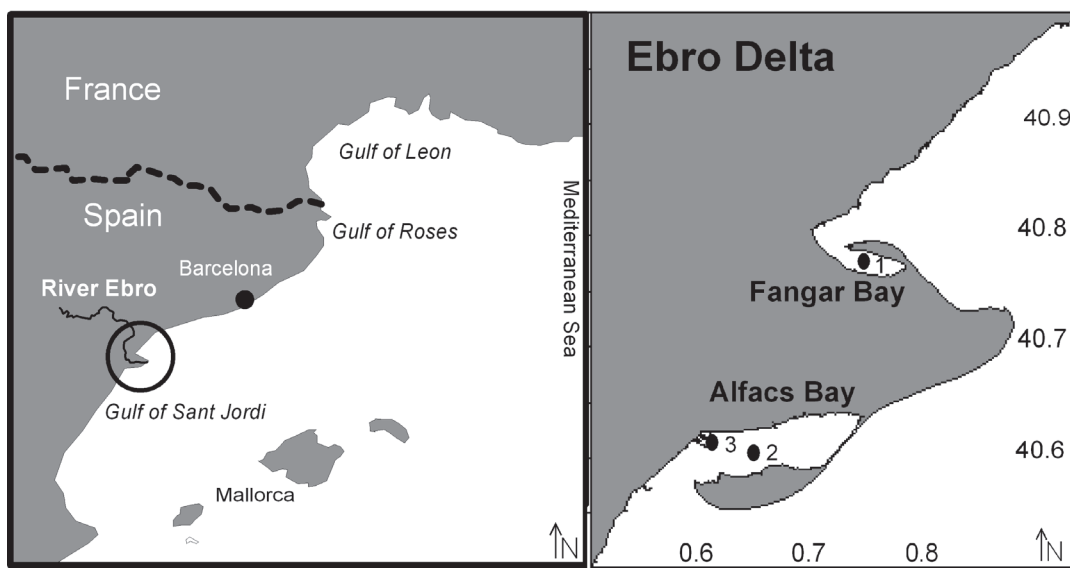 France
Gulf of Leon
Spain
Gulf of Roses
Mediterranean Sea
Barcelona
River Ebro
Gulf of Sant Jordi
Mallorca
N
Ebro Delta
40.9
40.8
1
Fangar Bay
40.7
Alfacs Bay
3
2
40.6
0.6
0.7
0.8
N